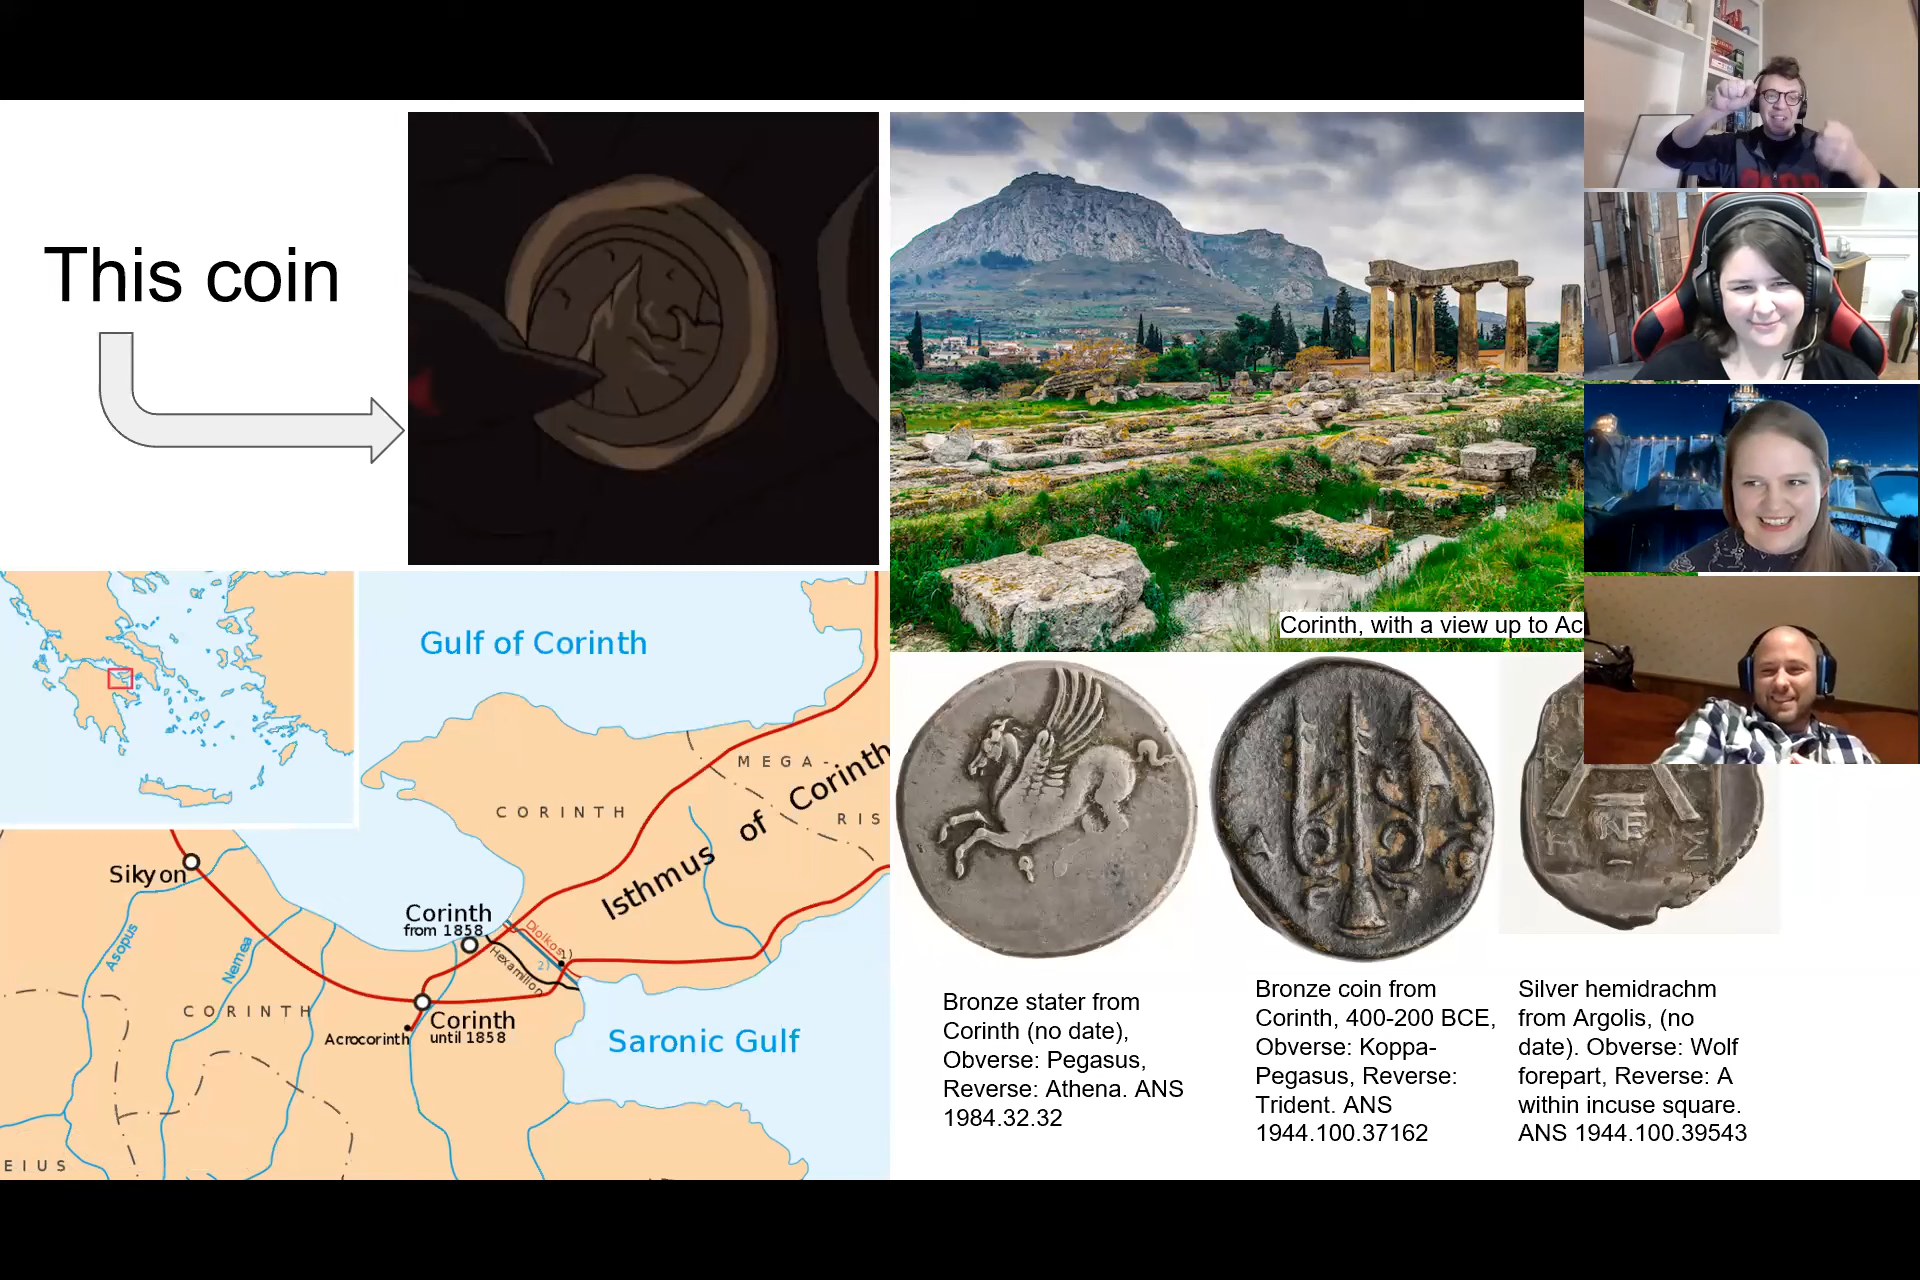 This coin
Corinth, with a view up to Ac
Gulf of Corinth
MEGA-
RIS
CORINTH
Isthmus of Corinth
Sikyon
Corinth
from 1858
Diolkos
1)
2)
Hexamilion
Asopus
Nemea
CORINTH
Corinth
until 1858
Acrocorinth
Saronic Gulf
EIUS
Bronze stater from
Corinth (no date),
Obverse: Pegasus,
Reverse: Athena. ANS
1984.32.32
Bronze coin from
Corinth, 400-200 BCE,
Obverse: Koppa-
Pegasus, Reverse:
Trident. ANS
1944.100.37162
Silver hemidrachm
from Argolis, (no
date). Obverse: Wolf
forepart, Reverse: A
within incuse square.
ANS 1944.100.39543